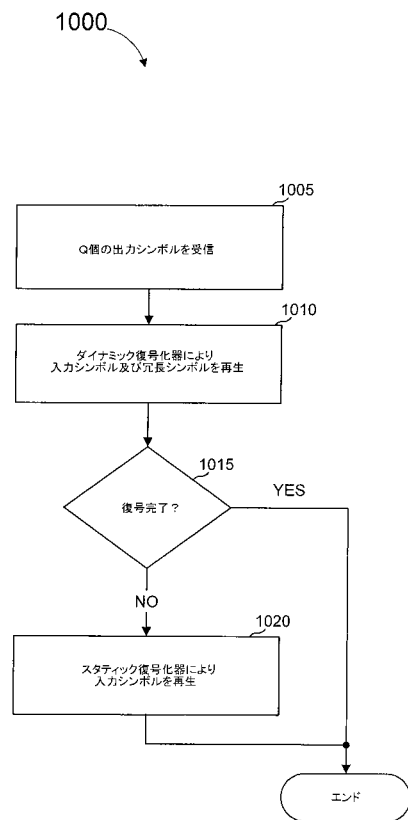 1000
1005
Q個の出力シンボルを受信
1010
ダイナミック復号化器により
入力シンボル及び冗長シンボルを再生
1015
復号完了?
YES
NO
1020
スタティック復号化器により
入力シンボルを再生
エンド